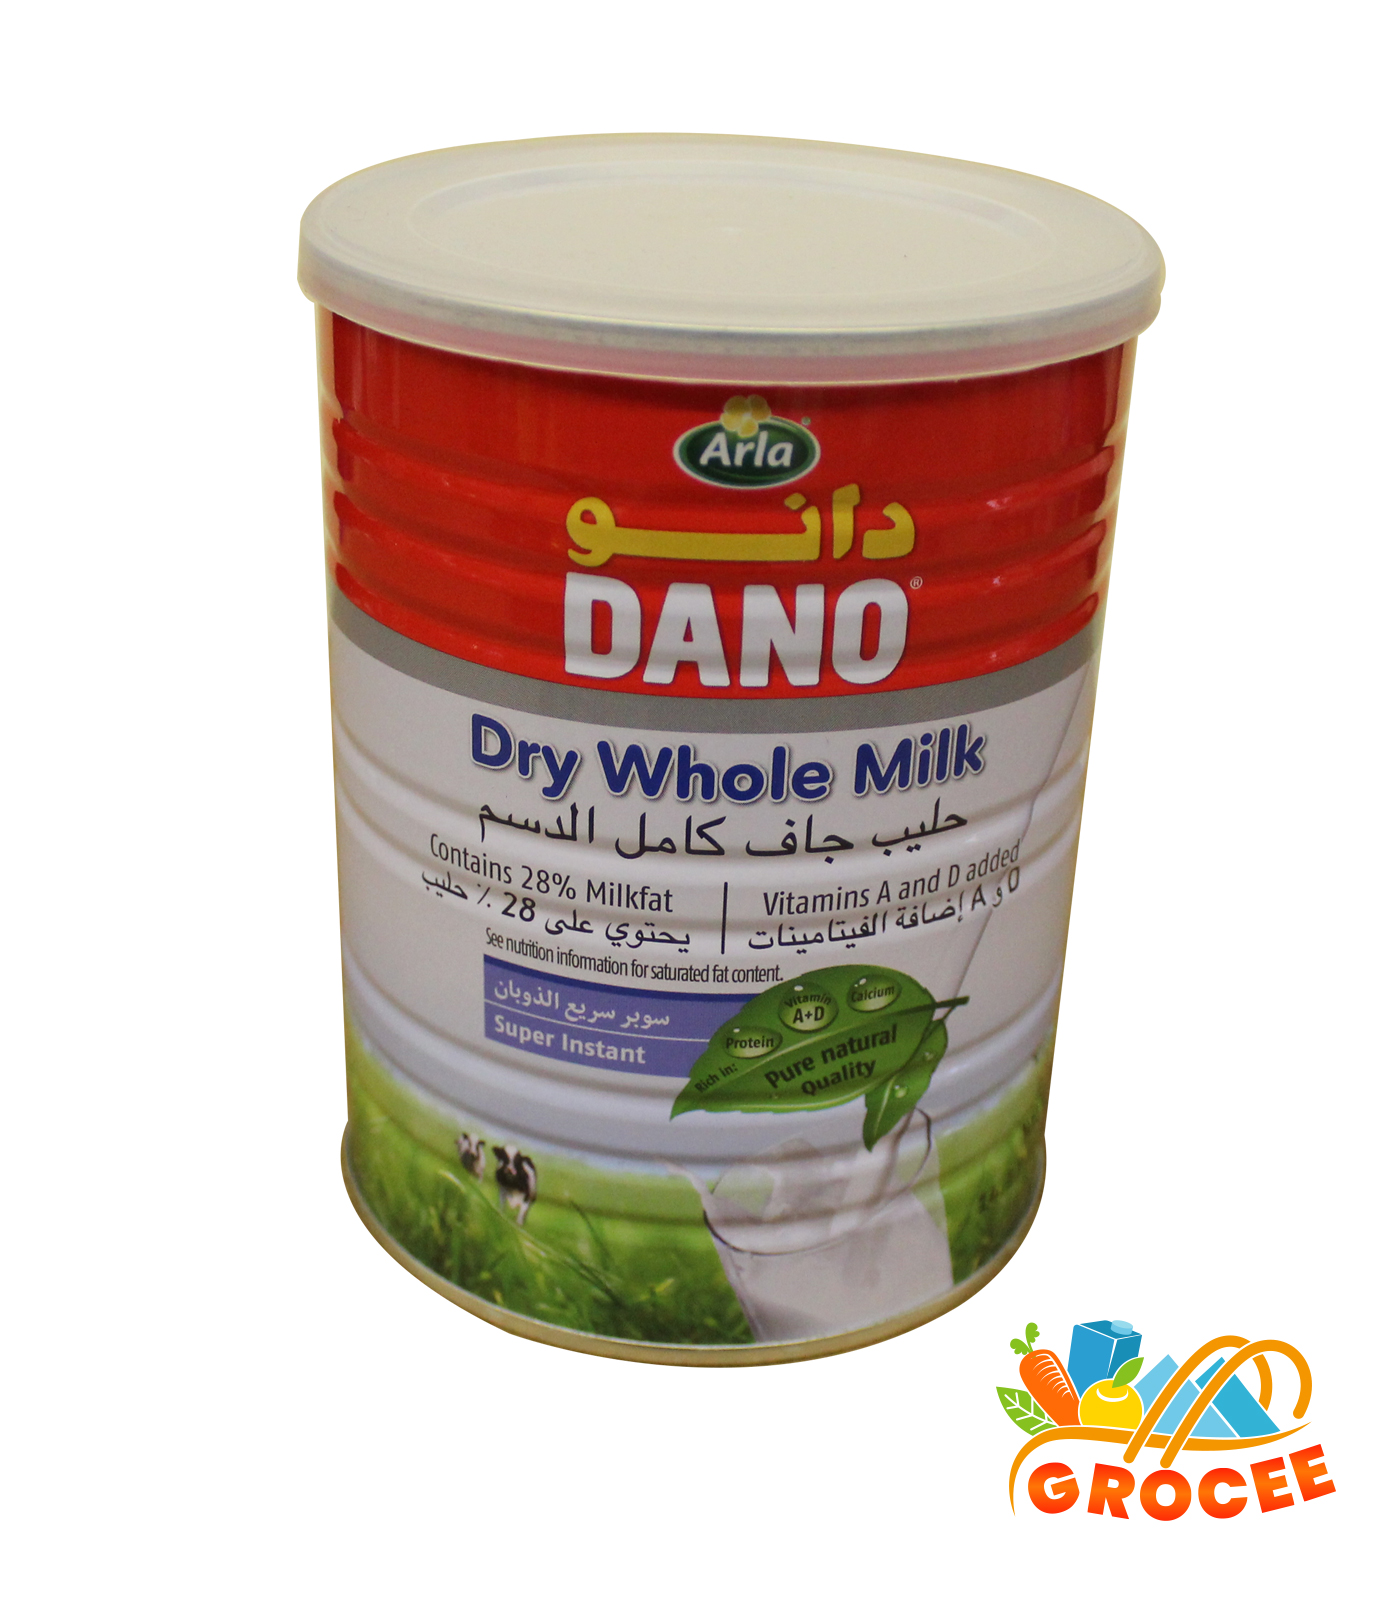 Arla
دانو
DANO®
Dry Whole Milk
حليب جاف كامل الدسم
Contains 28% Milkfat
يحتوي على 28 ٪ حليب
Vitamins A and D added
إضافة الفيتامينات A و D
See nutrition information for saturated fat content.
سوبر سريع الذوبان
Super Instant
Rich in:
Protein
Vitamin
A+D
Calcium
Pure natural
Quality
GROCEE